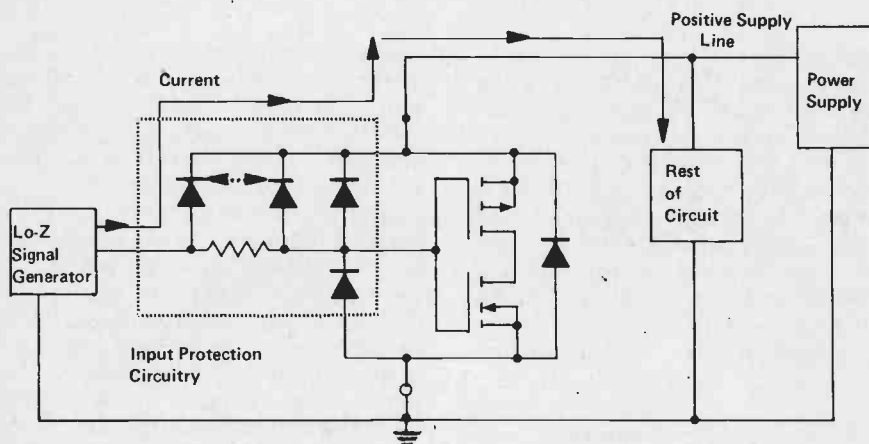 Positive Supply
Line
Current
Power
Supply
Rest
of
Circuit
Lo-Z
Signal
Generator
Input Protection
Circuitry